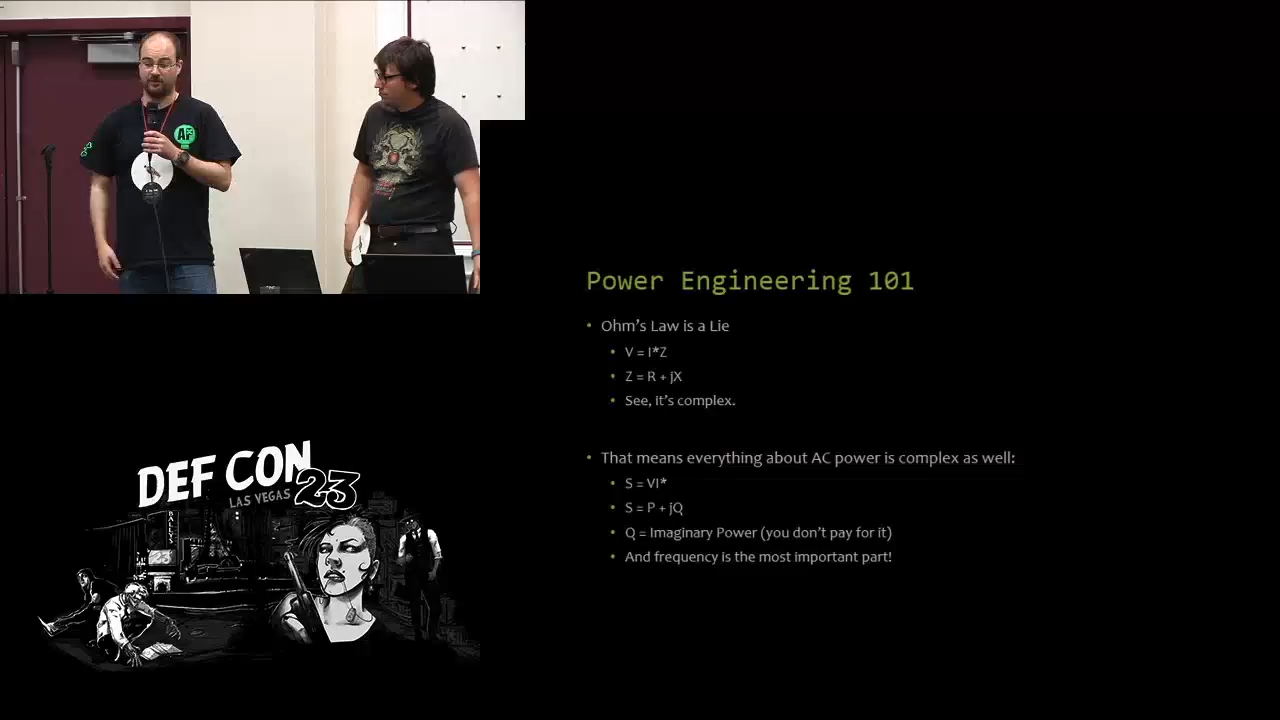 Power Engineering 101
• Ohm's Law is a Lie
• V = I*Z
• Z = R + jX
• See, it's complex.
• That means everything about AC power is complex as well:
• S = VI*
• S = P + jQ
• Q = Imaginary Power (you don't pay for it)
• And frequency is the most important part!
DEF CON
LAS VEGAS 23
BALLYS